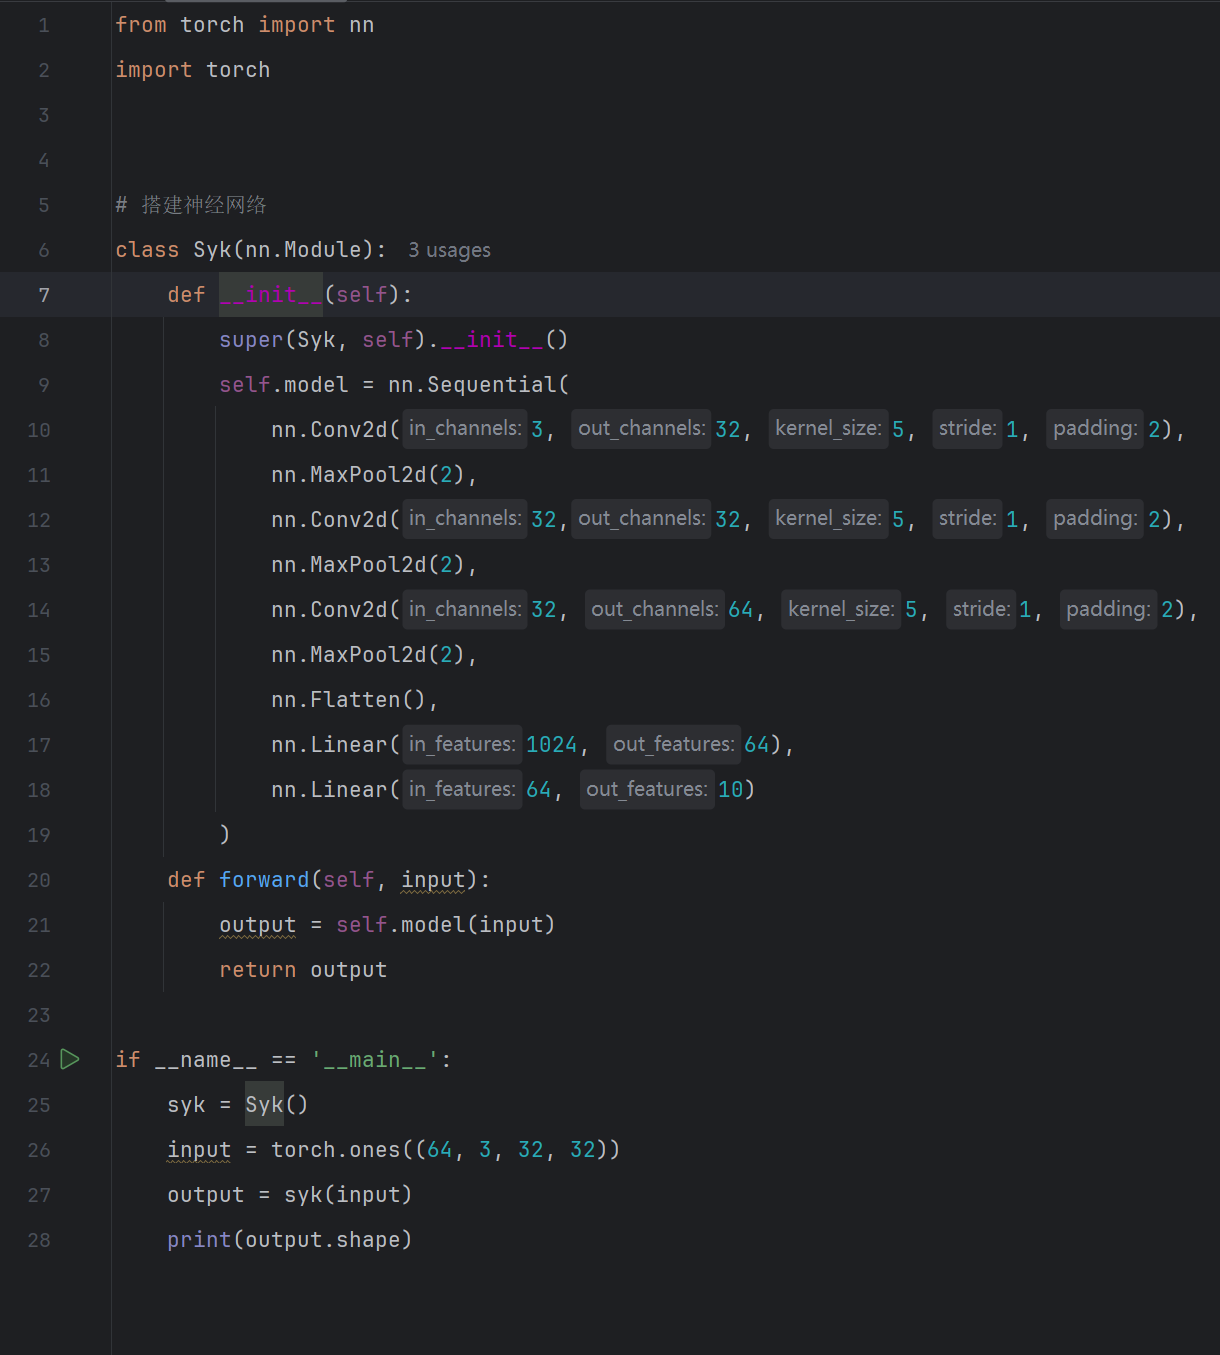 1 from torch import nn
2 import torch
3
4
5 # 搭建神经网络
6 class Syk(nn.Module): 3 usages
7 def __init__(self):
8 super(Syk, self).__init__()
9 self.model = nn.Sequential(
10 nn.Conv2d( in_channels: 3, out_channels: 32, kernel_size: 5, stride: 1, padding: 2),
11 nn.MaxPool2d(2),
12 nn.Conv2d( in_channels: 32, out_channels: 32, kernel_size: 5, stride: 1, padding: 2),
13 nn.MaxPool2d(2),
14 nn.Conv2d( in_channels: 32, out_channels: 64, kernel_size: 5, stride: 1, padding: 2),
15 nn.MaxPool2d(2),
16 nn.Flatten(),
17 nn.Linear( in_features: 1024, out_features: 64),
18 nn.Linear( in_features: 64, out_features: 10)
19 )
20 def forward(self, input):
21 output = self.model(input)
22 return output
23
24 if __name__ == '__main__':
25 syk = Syk()
26 input = torch.ones((64, 3, 32, 32))
27 output = syk(input)
28 print(output.shape)